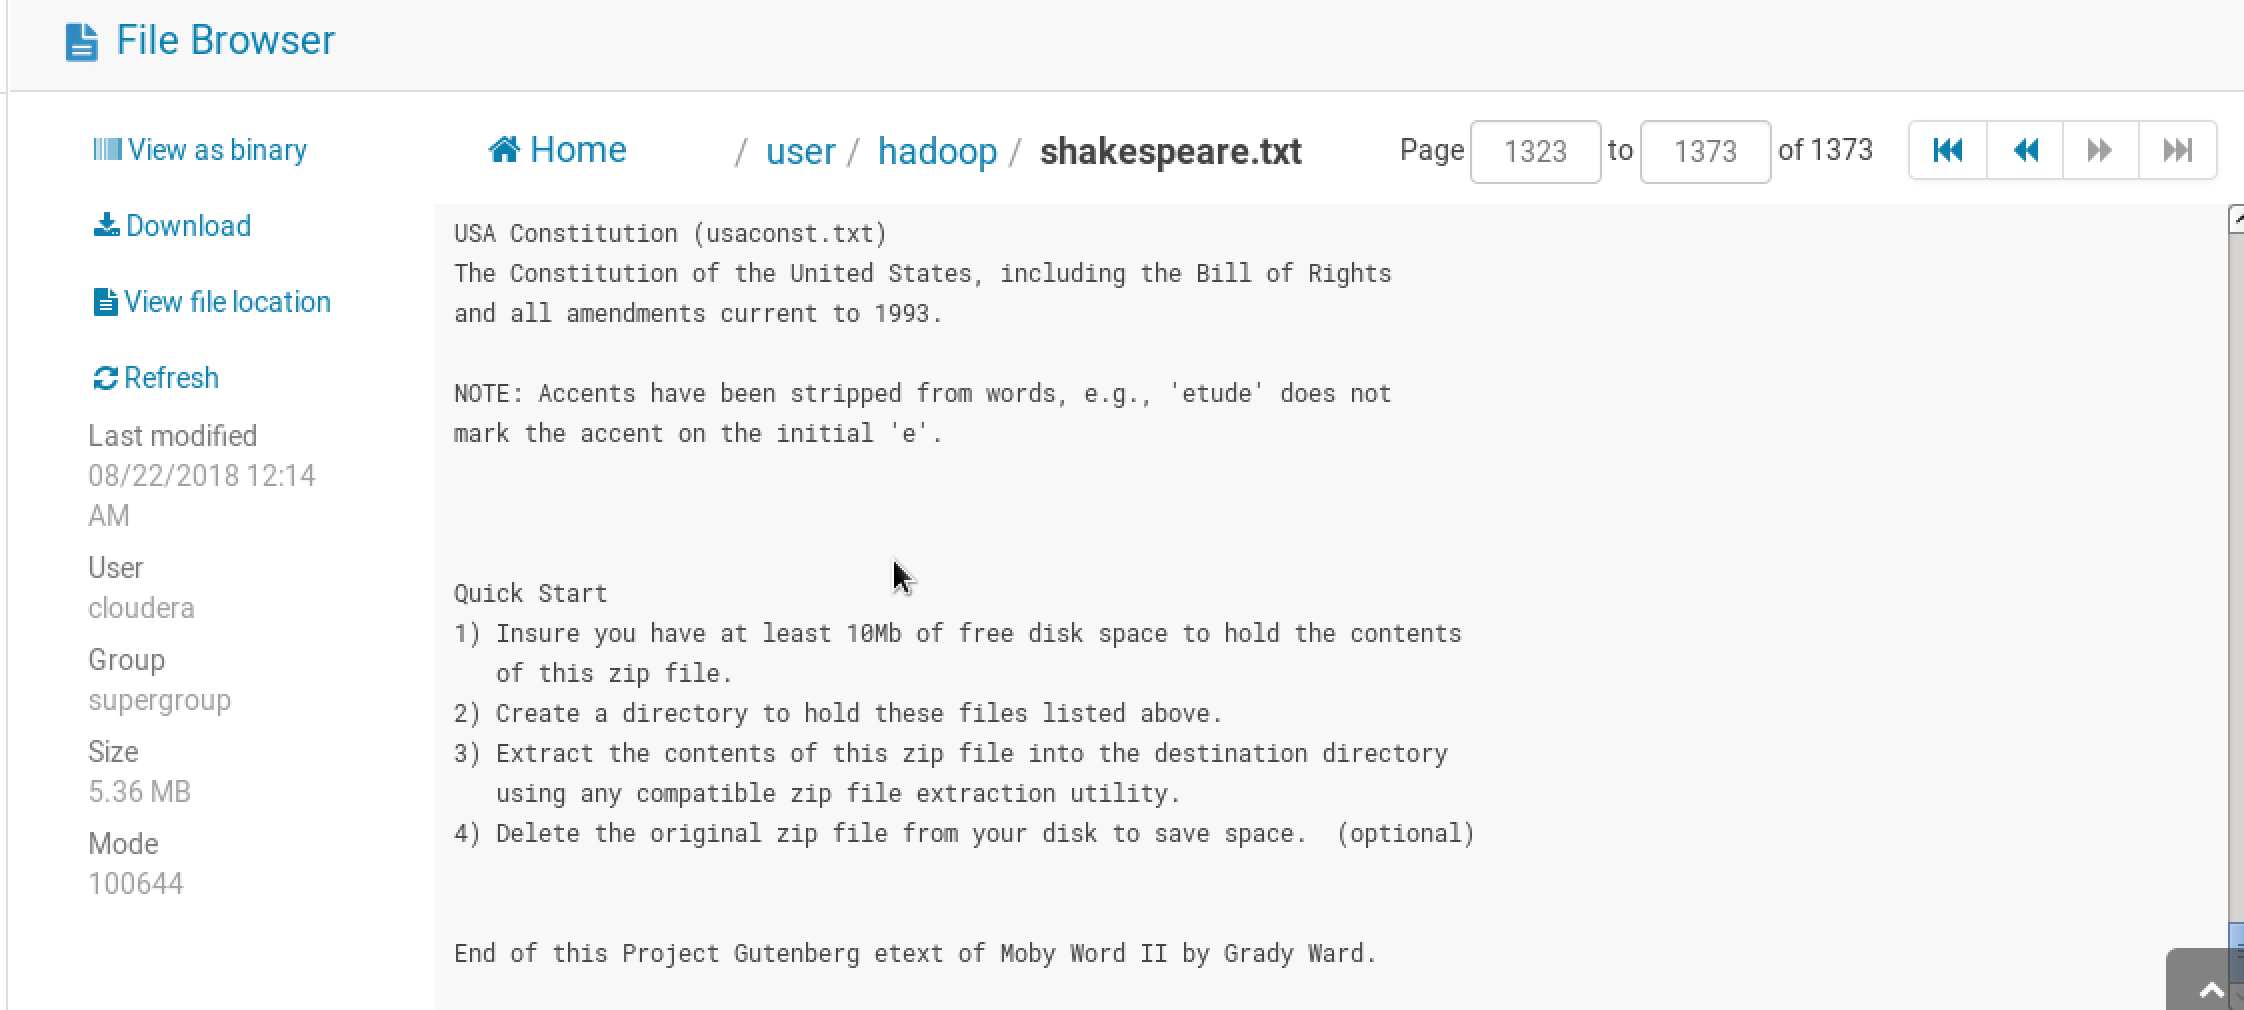 File Browser
View as binary
Download
View file location
Refresh
Last modified
08/22/2018 12:14
AM
User
cloudera
Group
supergroup
Size
5.36 MB
Mode
100644
Home / user / hadoop / shakespeare.txt
Page 1323 to 1373 of 1373
USA Constitution (usaconst.txt)
The Constitution of the United States, including the Bill of Rights
and all amendments current to 1993.
NOTE: Accents have been stripped from words, e.g., 'etude' does not
mark the accent on the initial 'e'.
Quick Start
1) Insure you have at least 10Mb of free disk space to hold the contents
of this zip file.
2) Create a directory to hold these files listed above.
3) Extract the contents of this zip file into the destination directory
using any compatible zip file extraction utility.
4) Delete the original zip file from your disk to save space.  (optional)
End of this Project Gutenberg etext of Moby Word II by Grady Ward.